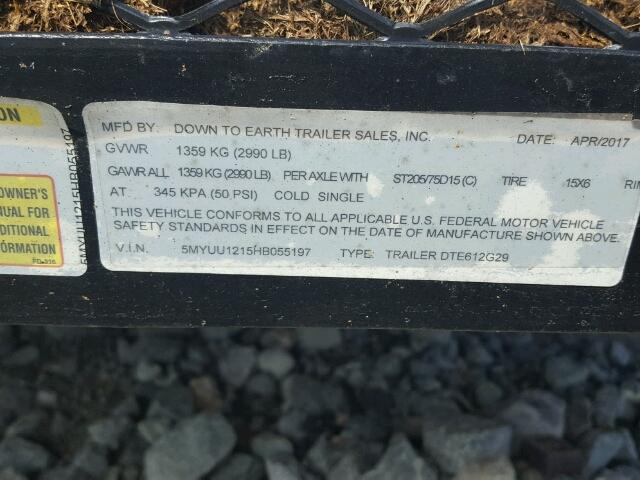 ON
OWNER'S
NUAL FOR
DITIONAL
FORMATION
5MYUU1215HB055197
MFD BY: DOWN TO EARTH TRAILER SALES, INC. DATE: APR/2017
GVWR 1359 KG (2990 LB)
GAWR ALL 1359 KG (2990 LB) PER AXLE WITH ST205/75D15 (C) TIRE 15X6 RI
AT 345 KPA (50 PSI) COLD SINGLE
THIS VEHICLE CONFORMS TO ALL APPLICABLE U.S. FEDERAL MOTOR VEHICLE
SAFETY STANDARDS IN EFFECT ON THE DATE OF MANUFACTURE SHOWN ABOVE.
V.I.N. 5MYUU1215HB055197 TYPE: TRAILER DTE612G29